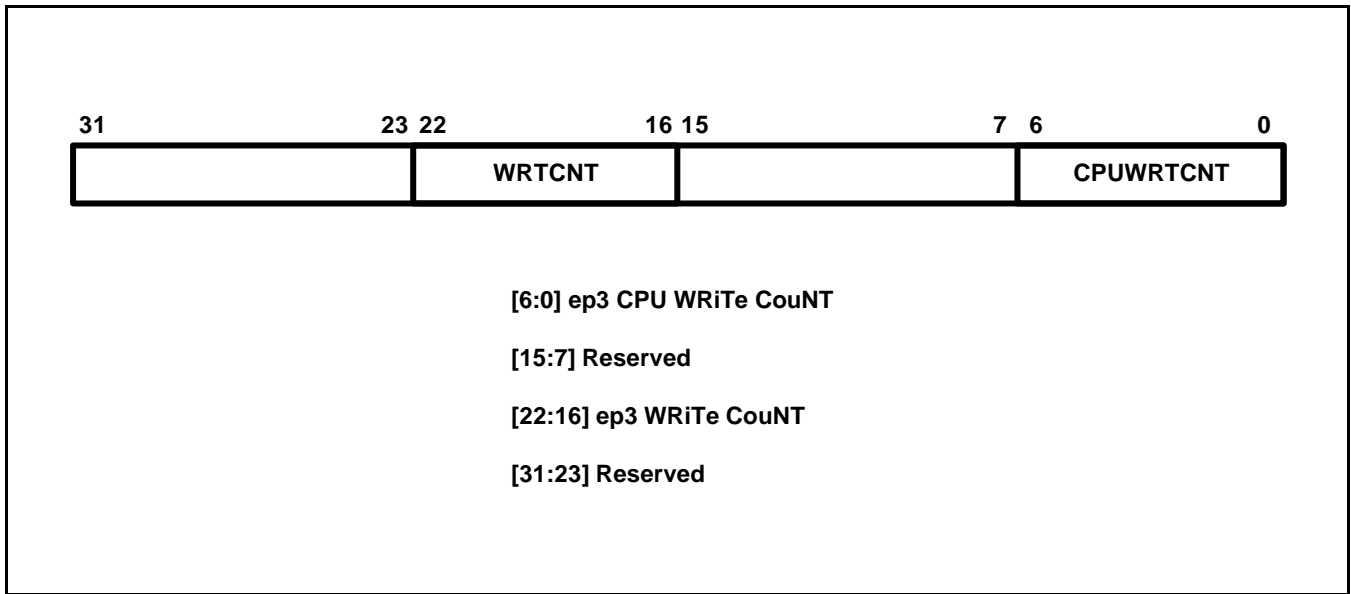 31 23 22 16 15 7 6 0
WRTCNT CPUWRTCNT
[6:0] ep3 CPU WRiTe CouNT
[15:7] Reserved
[22:16] ep3 WRiTe CouNT
[31:23] Reserved